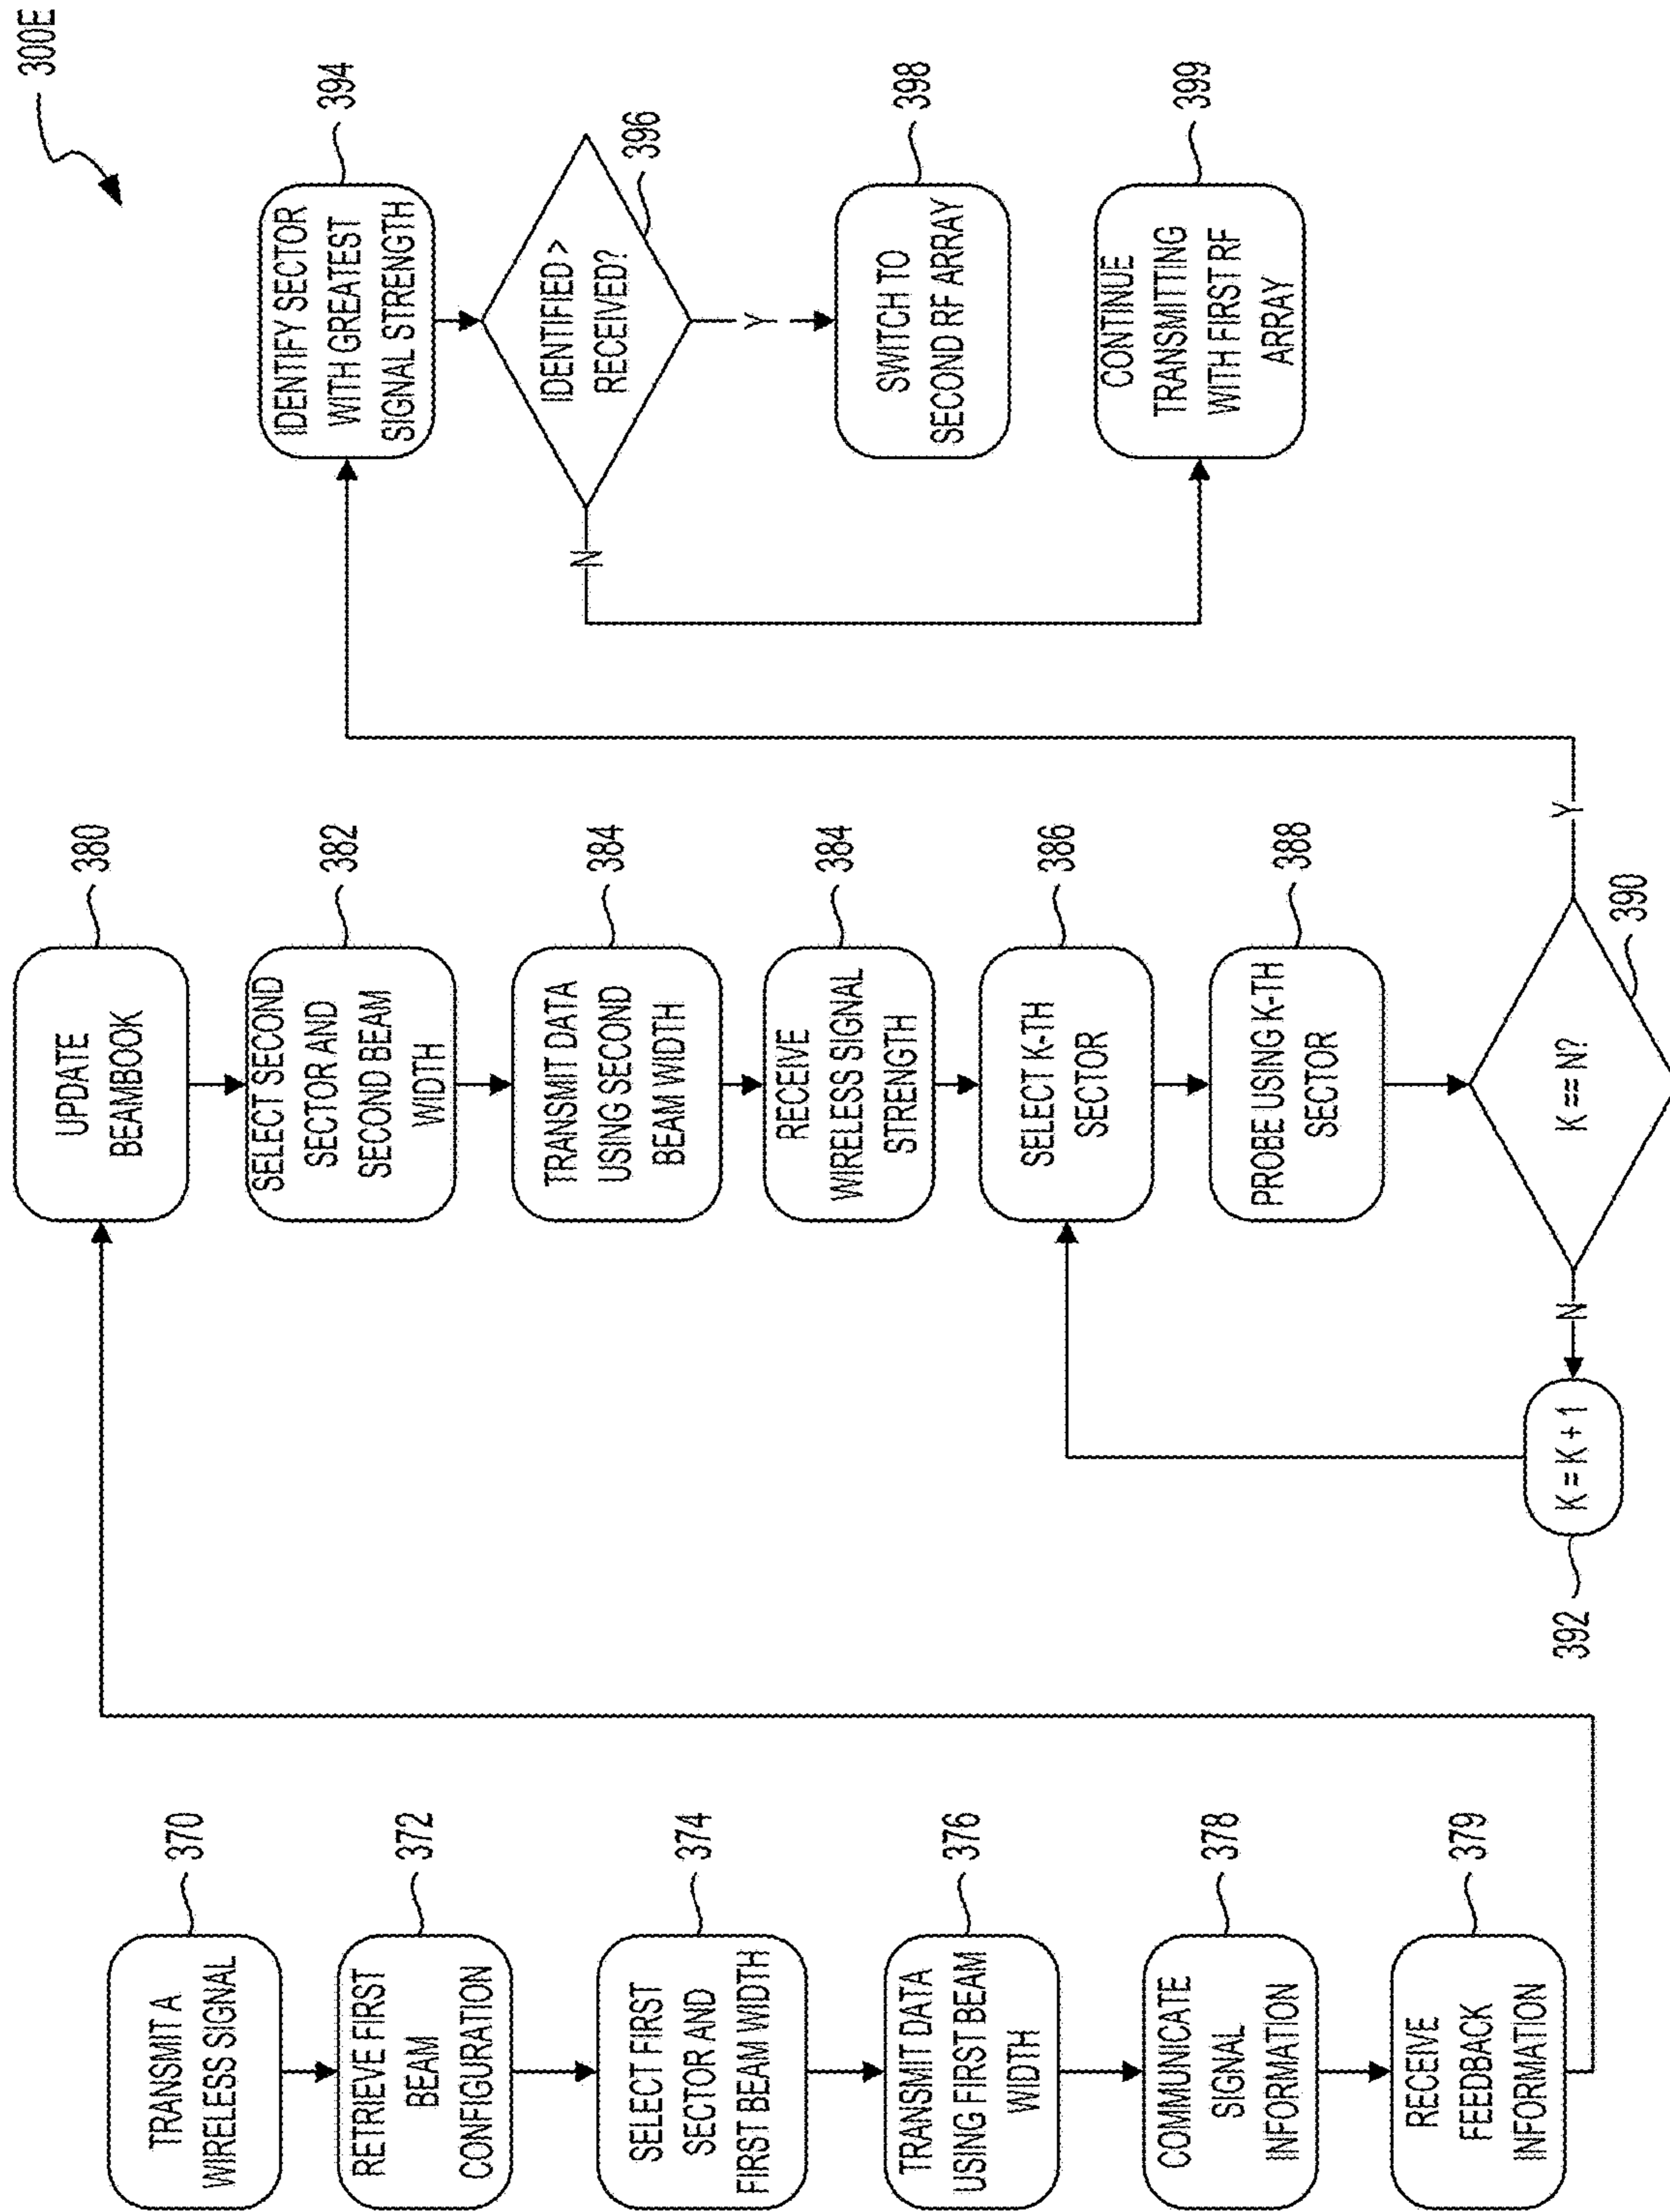 300E
TRANSMIT A
WIRELESS SIGNAL
370
RETRIEVE FIRST
BEAM
CONFIGURATION
372
SELECT FIRST
SECTOR AND
FIRST BEAM WIDTH
374
TRANSMIT DATA
USING FIRST BEAM
WIDTH
376
COMMUNICATE
SIGNAL
INFORMATION
378
RECEIVE
FEEDBACK
INFORMATION
379
UPDATE
BEAMBOOK
380
SELECT SECOND
SECTOR AND
SECOND BEAM
WIDTH
382
TRANSMIT DATA
USING SECOND
BEAM WIDTH
384
RECEIVE
WIRELESS SIGNAL
STRENGTH
384
SELECT K-TH
SECTOR
386
PROBE USING K-TH
SECTOR
388
K == N?
390
N
Y
K = K + 1
392
IDENTIFY SECTOR
WITH GREATEST
SIGNAL STRENGTH
394
IDENTIFIED >
RECEIVED?
396
N
Y
SWITCH TO
SECOND RF ARRAY
398
CONTINUE
TRANSMITTING
WITH FIRST RF
ARRAY
399